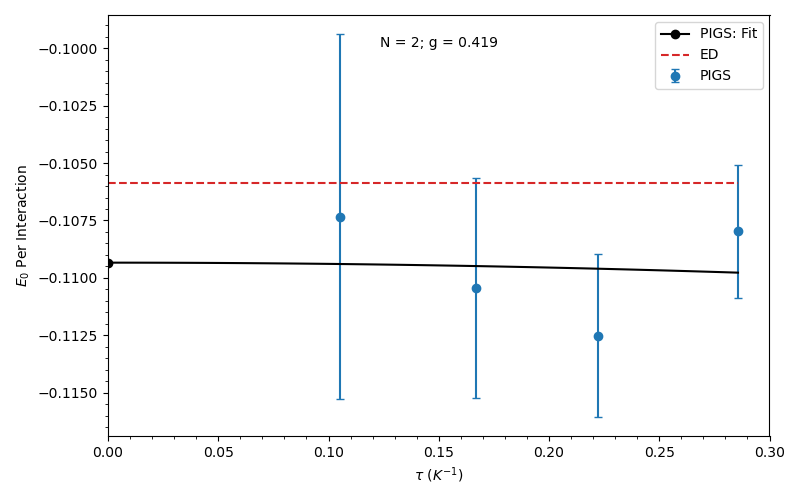 N = 2; g = 0.419
PIGS: Fit
ED
PIGS
−0.1000
−0.1025
−0.1050
−0.1075
−0.1100
−0.1125
−0.1150
E₀ Per Interaction
0.00 0.05 0.10 0.15 0.20 0.25 0.30
τ (K⁻¹)